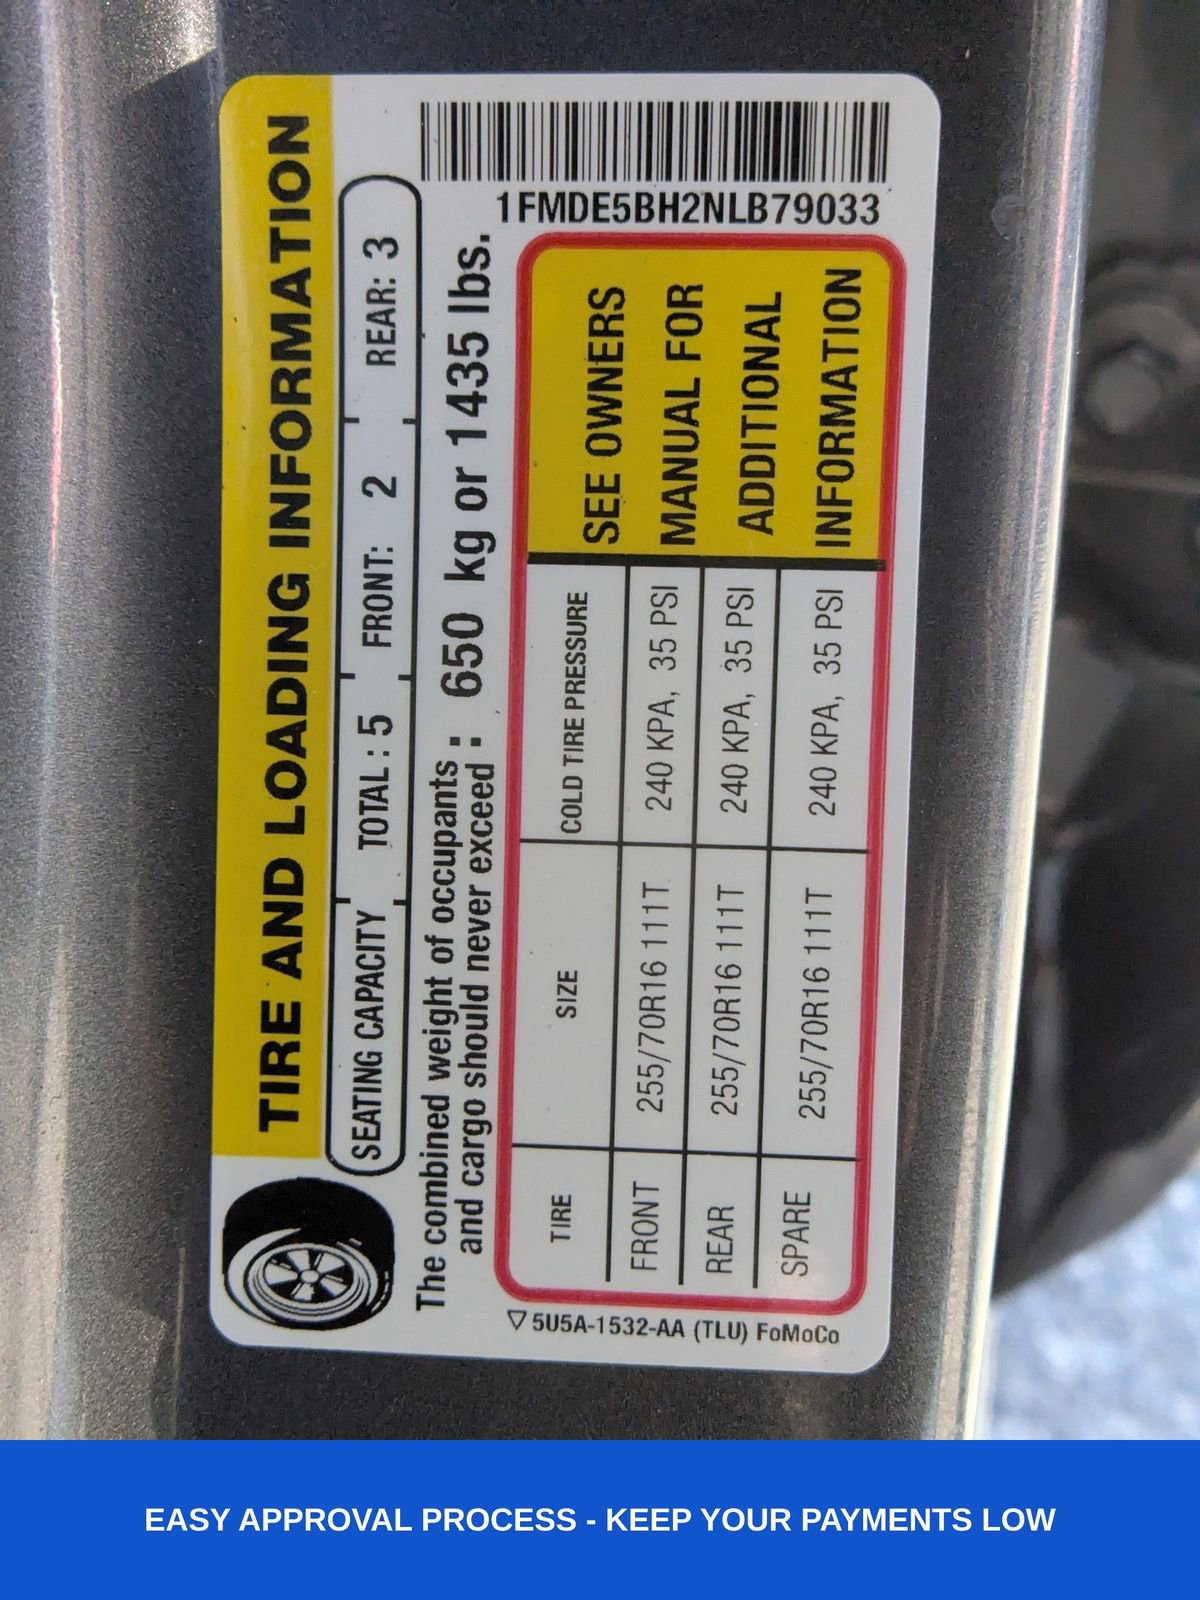 TIRE AND LOADING INFORMATION
SEATING CAPACITY TOTAL : 5 FRONT: 2 REAR: 3
The combined weight of occupants
and cargo should never exceed : 650 kg or 1435 lbs.
1FMDE5BH2NLB79033
TIRE SIZE COLD TIRE PRESSURE
FRONT 255/70R16 111T 240 KPA, 35 PSI
REAR 255/70R16 111T 240 KPA, 35 PSI
SPARE 255/70R16 111T 240 KPA, 35 PSI
SEE OWNERS
MANUAL FOR
ADDITIONAL
INFORMATION
5U5A-1532-AA (TLU) FoMoCo
EASY APPROVAL PROCESS - KEEP YOUR PAYMENTS LOW